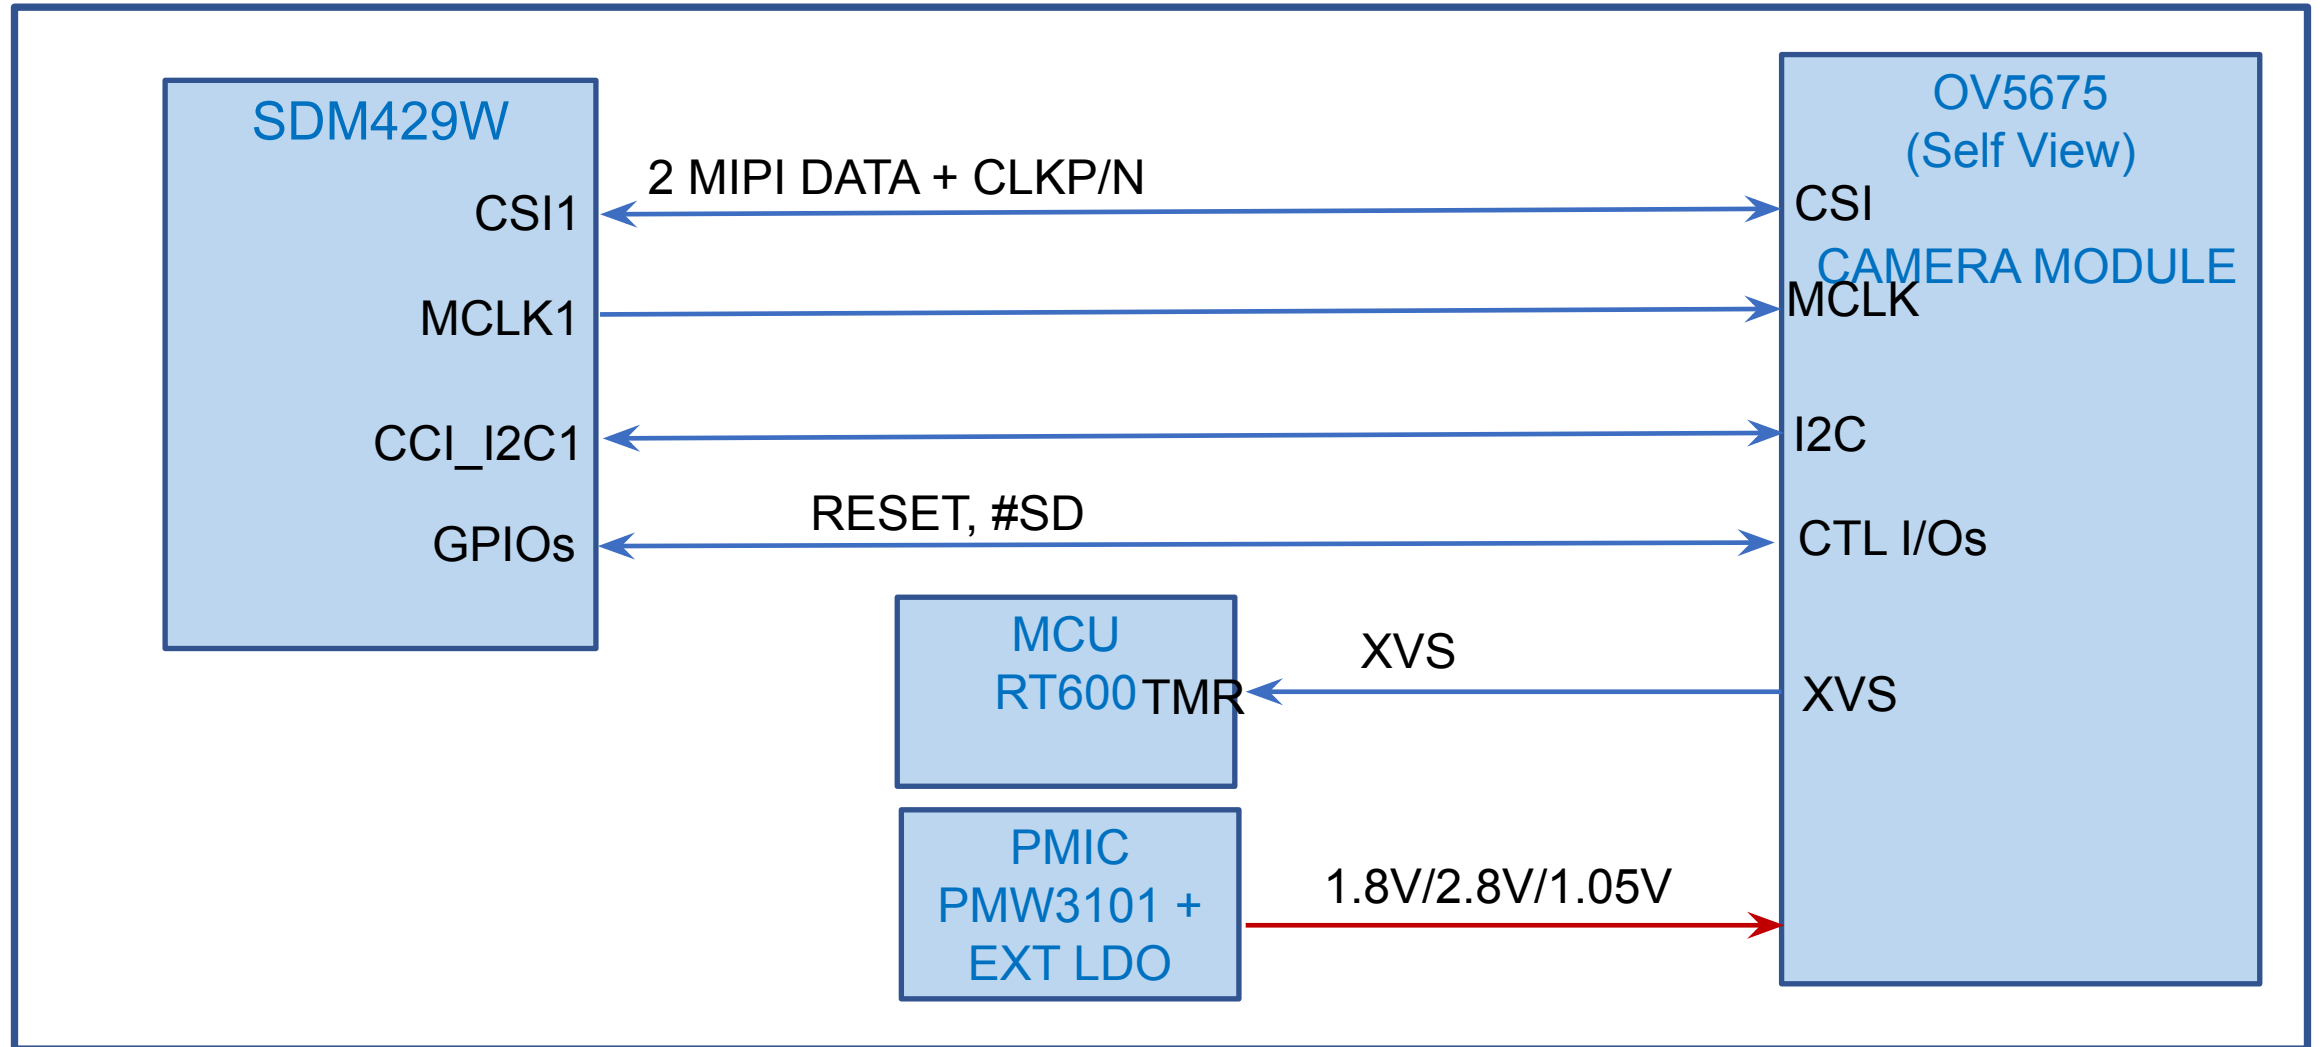 SDM429W
CSI1
MCLK1
CCI_I2C1
GPIOs
2 MIPI DATA + CLKP/N
RESET, #SD
MCU
RT600
TMR
XVS
PMIC
PMW3101 +
EXT LDO
1.8V/2.8V/1.05V
OV5675
(Self View)
CSI
CAMERA MODULE
MCLK
I2C
CTL I/Os
XVS